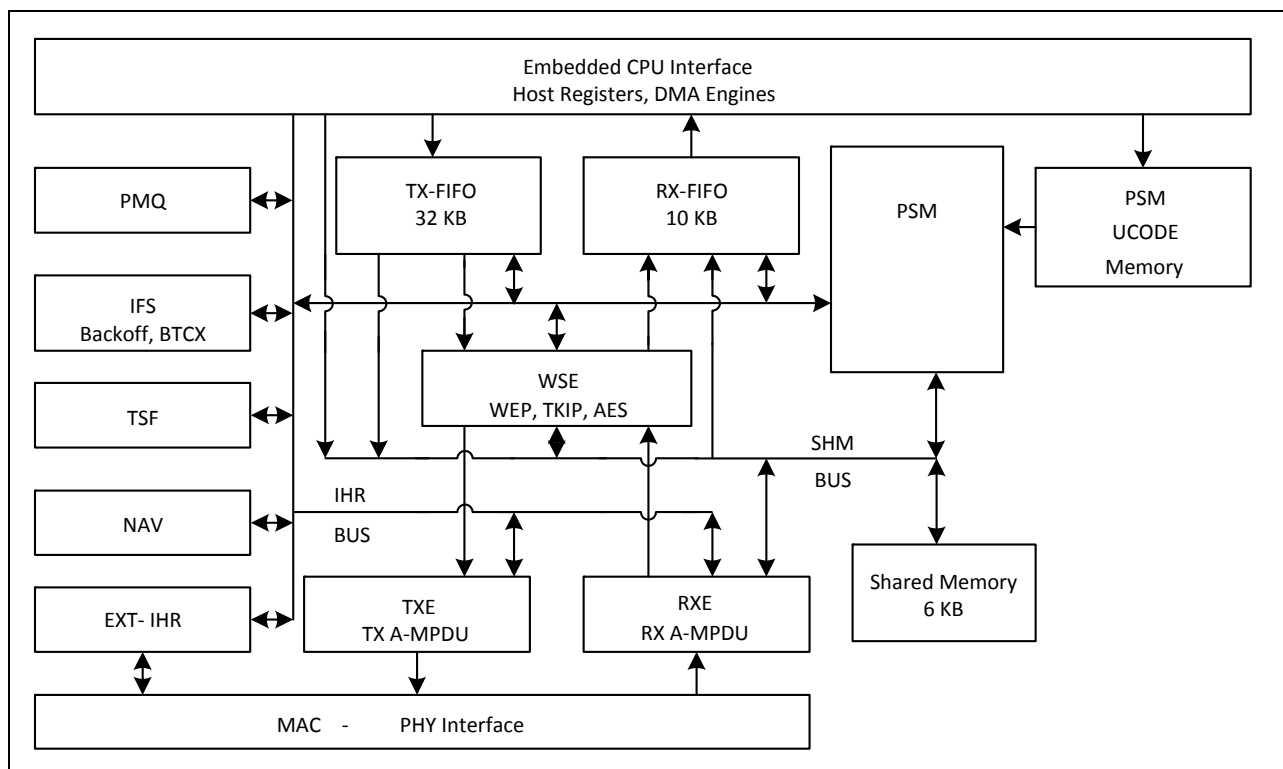 Embedded CPU Interface
Host Registers, DMA Engines
PMQ
TX-FIFO
32 KB
RX-FIFO
10 KB
PSM
PSM
UCODE
Memory
IFS
Backoff, BTCX
WSE
WEP, TKIP, AES
TSF
SHM
BUS
IHR
BUS
NAV
Shared Memory
6 KB
EXT- IHR
TXE
TX A-MPDU
RXE
RX A-MPDU
MAC - PHY Interface